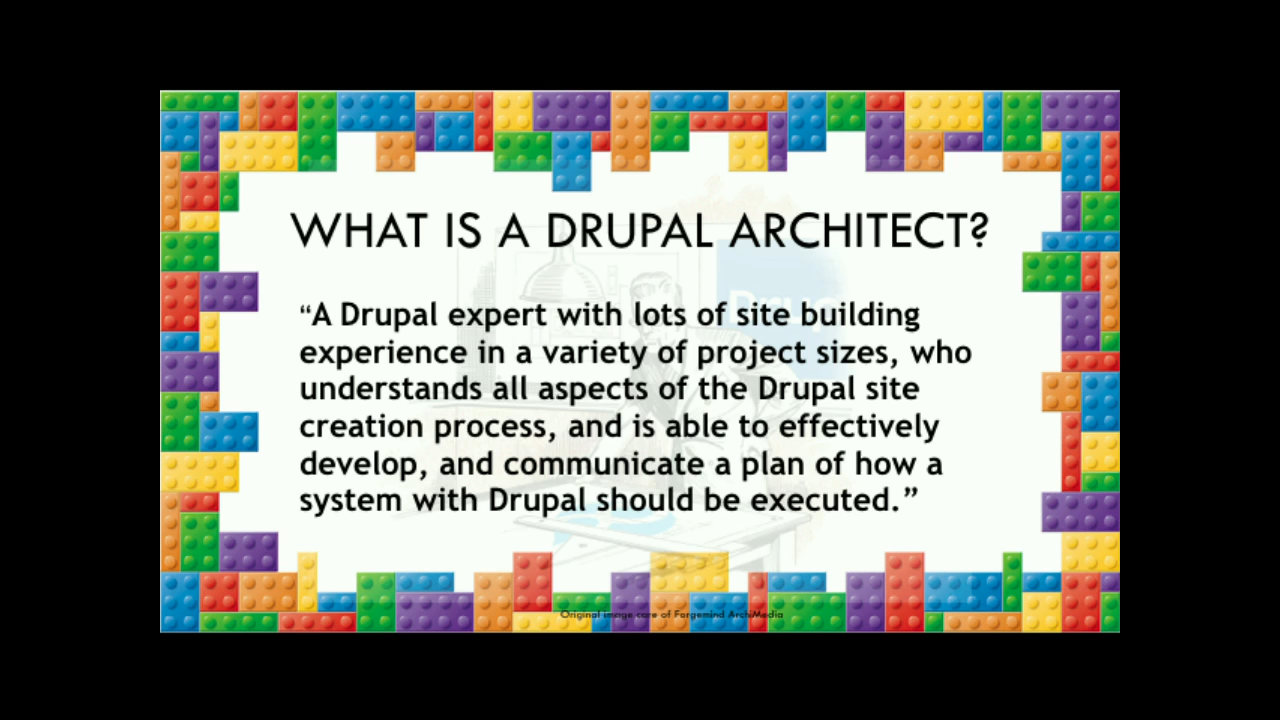 WHAT IS A DRUPAL ARCHITECT?
“A Drupal expert with lots of site building
experience in a variety of project sizes, who
understands all aspects of the Drupal site
creation process, and is able to effectively
develop, and communicate a plan of how a
system with Drupal should be executed.”
Original image care of Forgemind ArchiMedia